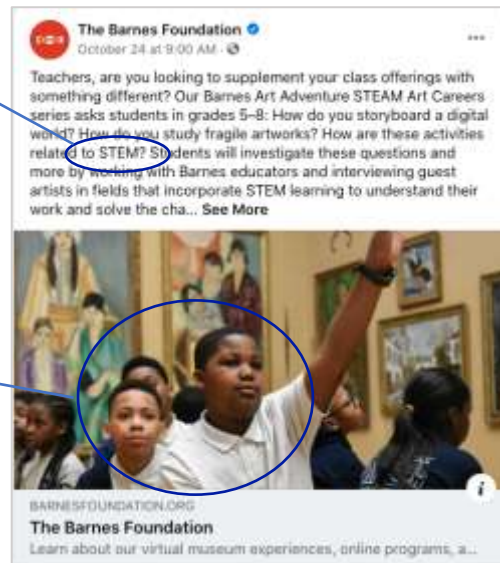 The Barnes Foundation
October 24 at 9:00 AM ·
Teachers, are you looking to supplement your class offerings with
something different? Our Barnes Art Adventure STEAM Art Careers
series asks students in grades 5–8: How do you storyboard a digital
world? How do you study fragile artworks? How are these activities
related to STEM? Students will investigate these questions and
more by working with Barnes educators and interviewing guest
artists in fields that incorporate STEM learning to understand their
work and solve the cha... See More
BARNESFOUNDATION.ORG
The Barnes Foundation
Learn about our virtual museum experiences, online programs, a...